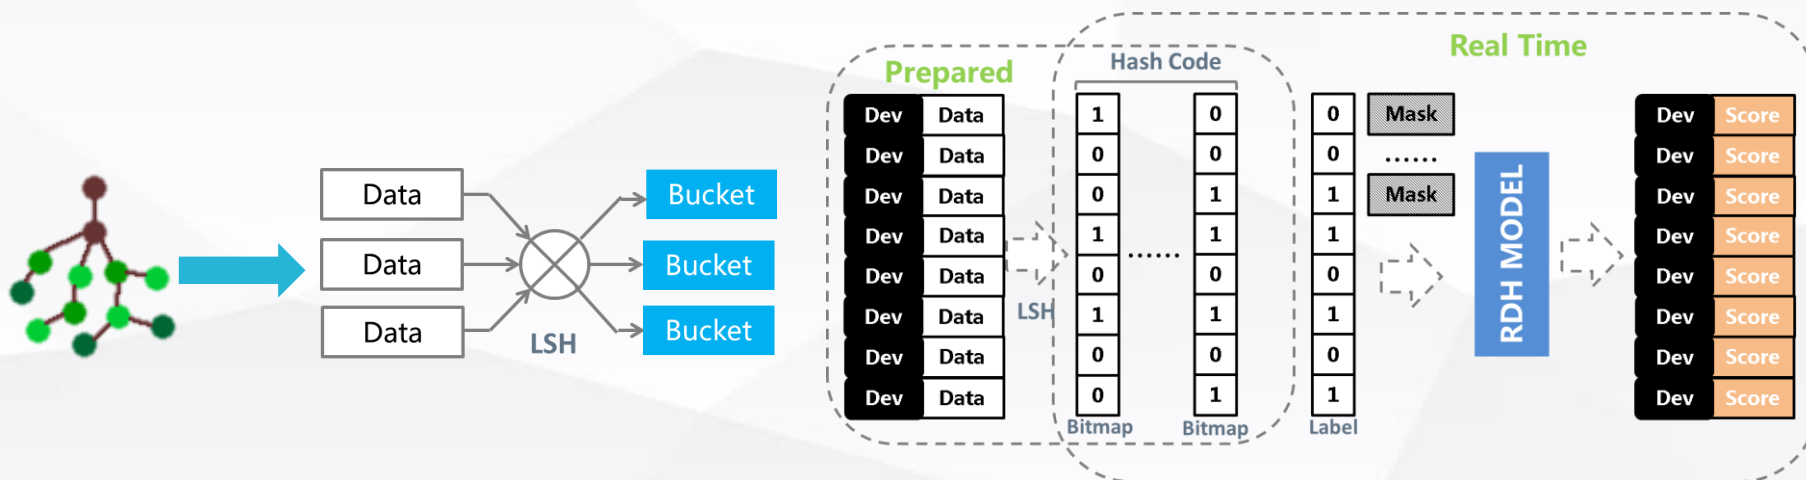 Data
Data
Data
LSH
Bucket
Bucket
Bucket
Prepared
Hash Code
Real Time
Dev Data 1 0 0 Mask Dev Score
Dev Data 0 0 0 ...... Dev Score
Dev Data 0 1 1 Mask Dev Score
Dev Data 1 ...... 1 1 Dev Score
Dev Data 0 0 0 Dev Score
LSH
Dev Data 1 1 1 Dev Score
Dev Data 0 0 0 Dev Score
Dev Data 0 1 1 Dev Score
Bitmap Bitmap Label
RDH MODEL